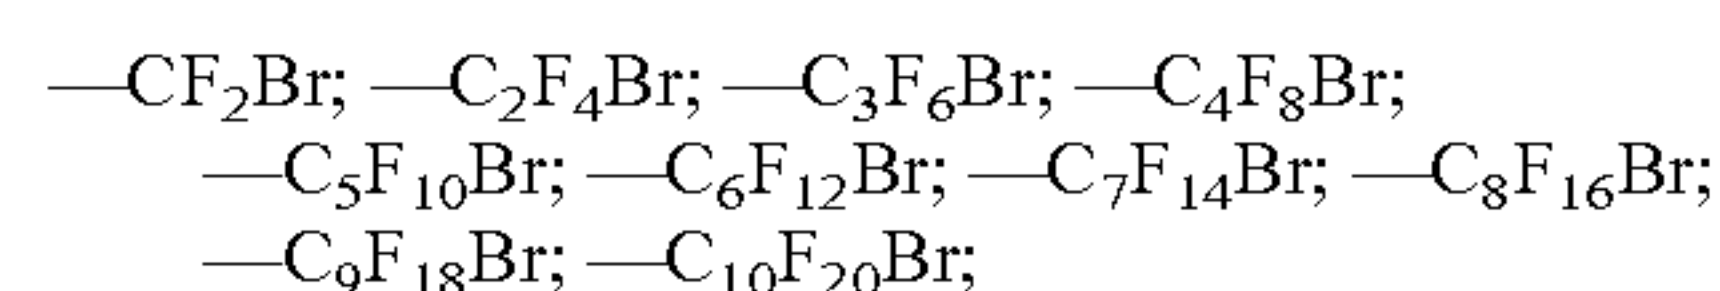 —CF₂Br; —C₂F₄Br; —C₃F₆Br; —C₄F₈Br;
—C₅F₁₀Br; —C₆F₁₂Br; —C₇F₁₄Br; —C₈F₁₆Br;
—C₉F₁₈Br; —C₁₀F₂₀Br;